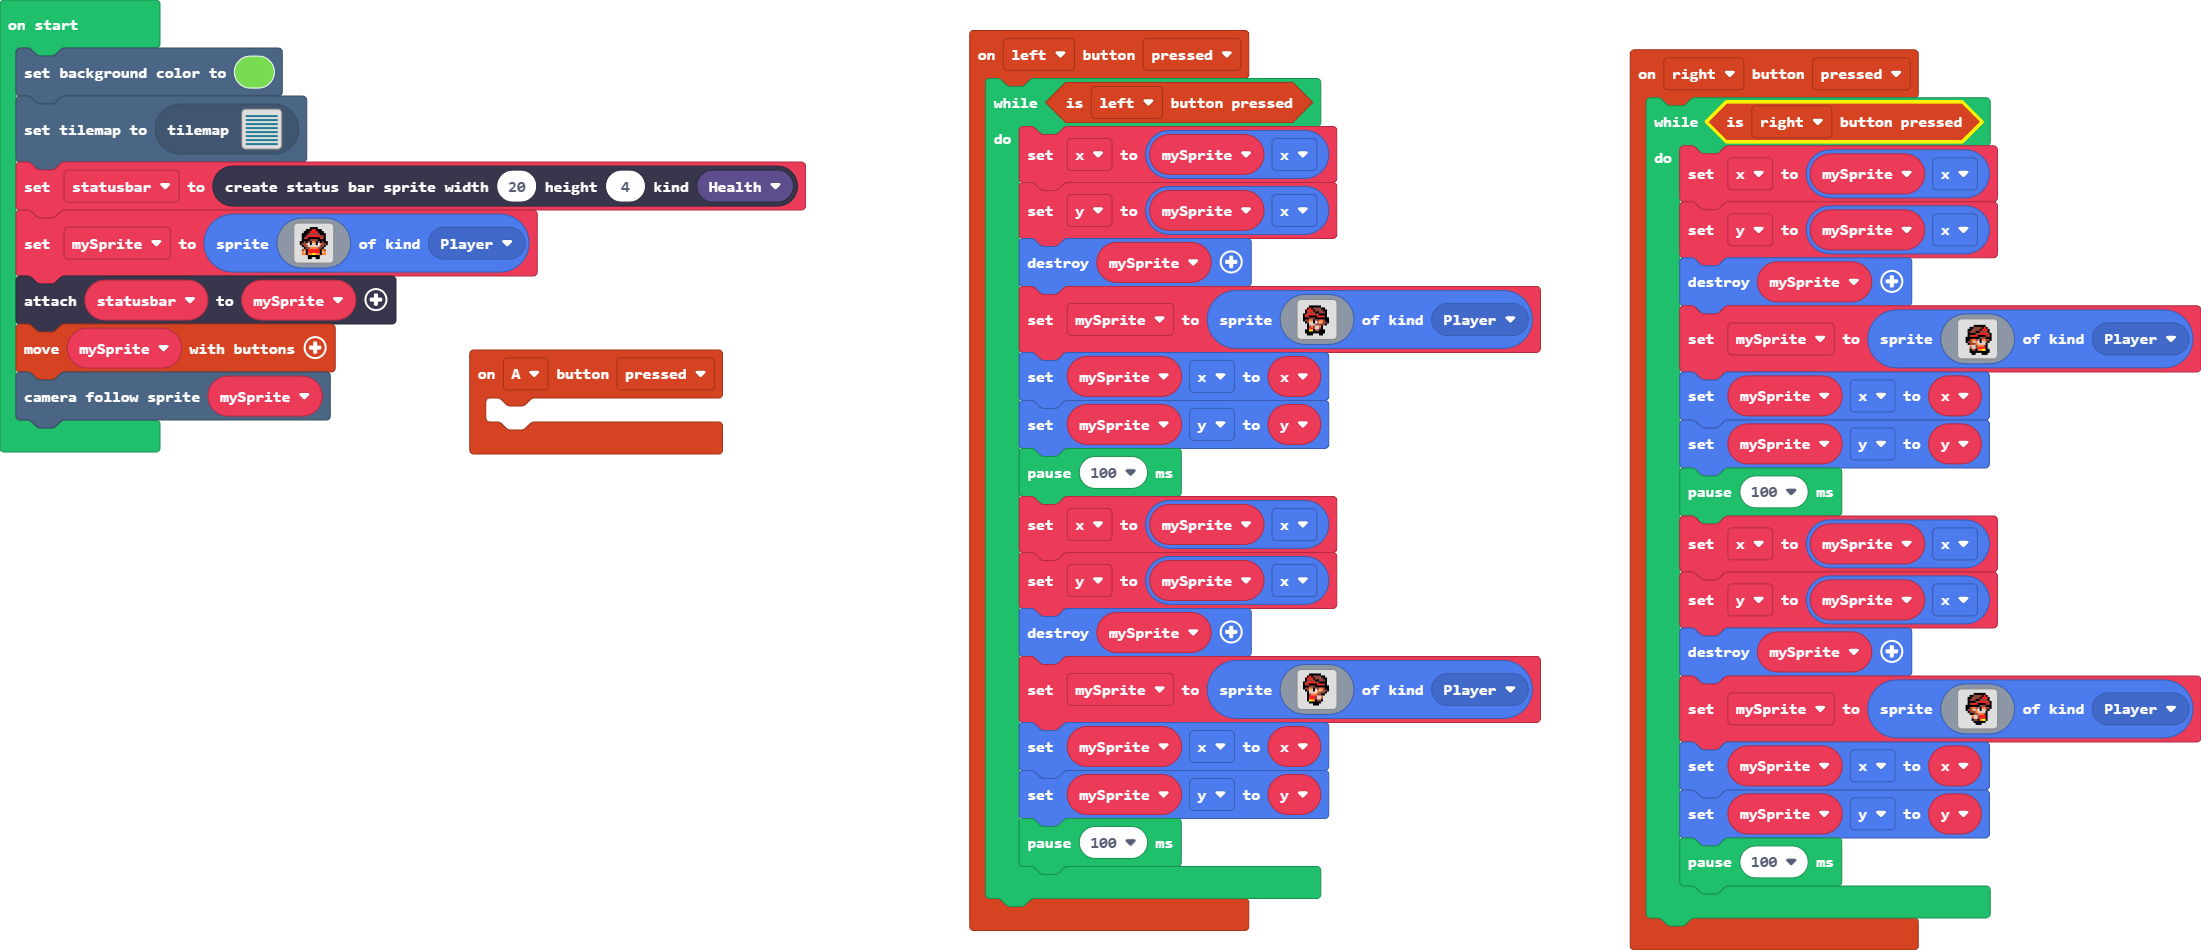 on start
set background color to
set tilemap to tilemap
set statusbar to create status bar sprite width 20 height 4 kind Health
set mySprite to sprite of kind Player
attach statusbar to mySprite
move mySprite with buttons
camera follow sprite mySprite
on A button pressed
on left button pressed
while is left button pressed
do
set x to mySprite x
set y to mySprite x
destroy mySprite
set mySprite to sprite of kind Player
set mySprite x to x
set mySprite y to y
pause 100 ms
set x to mySprite x
set y to mySprite x
destroy mySprite
set mySprite to sprite of kind Player
set mySprite x to x
set mySprite y to y
pause 100 ms
on right button pressed
while is right button pressed
do
set x to mySprite x
set y to mySprite x
destroy mySprite
set mySprite to sprite of kind Player
set mySprite x to x
set mySprite y to y
pause 100 ms
set x to mySprite x
set y to mySprite x
destroy mySprite
set mySprite to sprite of kind Player
set mySprite x to x
set mySprite y to y
pause 100 ms